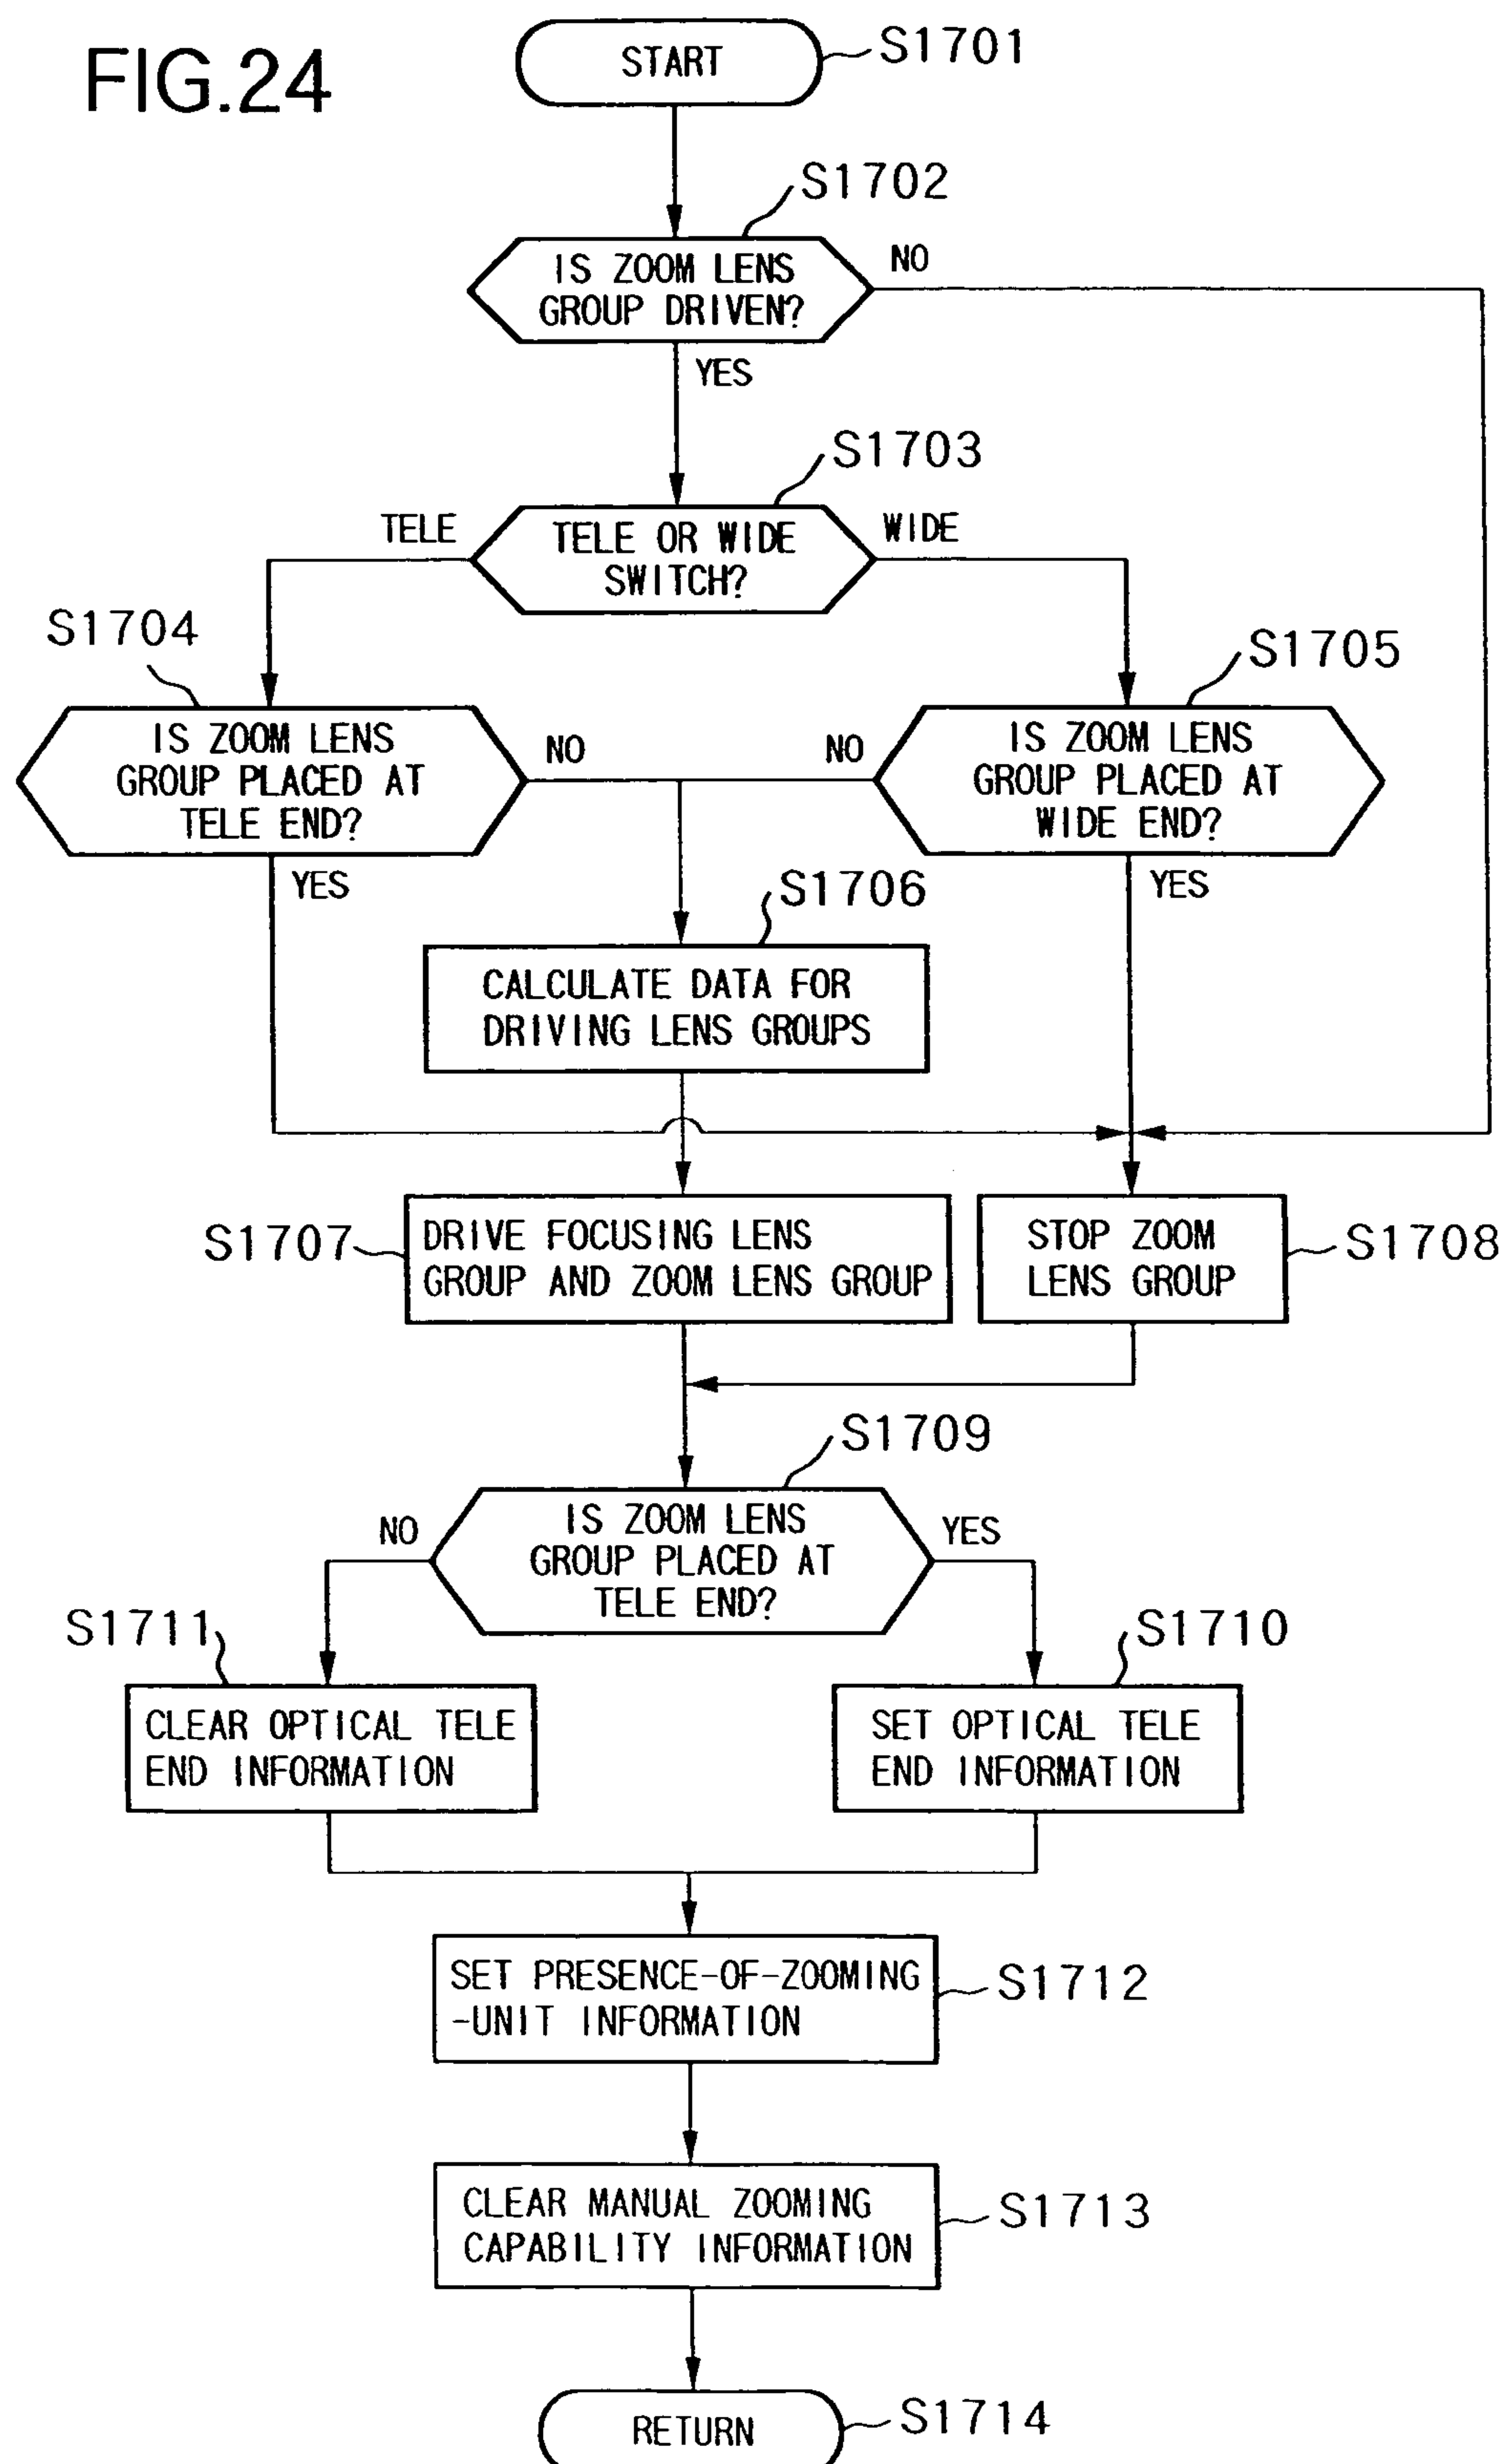 FIG.24
START
S1701
S1702
IS ZOOM LENS
GROUP DRIVEN?
NO
YES
S1703
TELE
TELE OR WIDE
SWITCH?
WIDE
S1704
S1705
IS ZOOM LENS
GROUP PLACED AT
TELE END?
NO
NO
IS ZOOM LENS
GROUP PLACED AT
WIDE END?
YES
YES
S1706
CALCULATE DATA FOR
DRIVING LENS GROUPS
S1707
DRIVE FOCUSING LENS
GROUP AND ZOOM LENS GROUP
STOP ZOOM
LENS GROUP
S1708
S1709
NO
IS ZOOM LENS
GROUP PLACED AT
TELE END?
YES
S1711
S1710
CLEAR OPTICAL TELE
END INFORMATION
SET OPTICAL TELE
END INFORMATION
SET PRESENCE-OF-ZOOMING
-UNIT INFORMATION
S1712
CLEAR MANUAL ZOOMING
CAPABILITY INFORMATION
S1713
RETURN
S1714